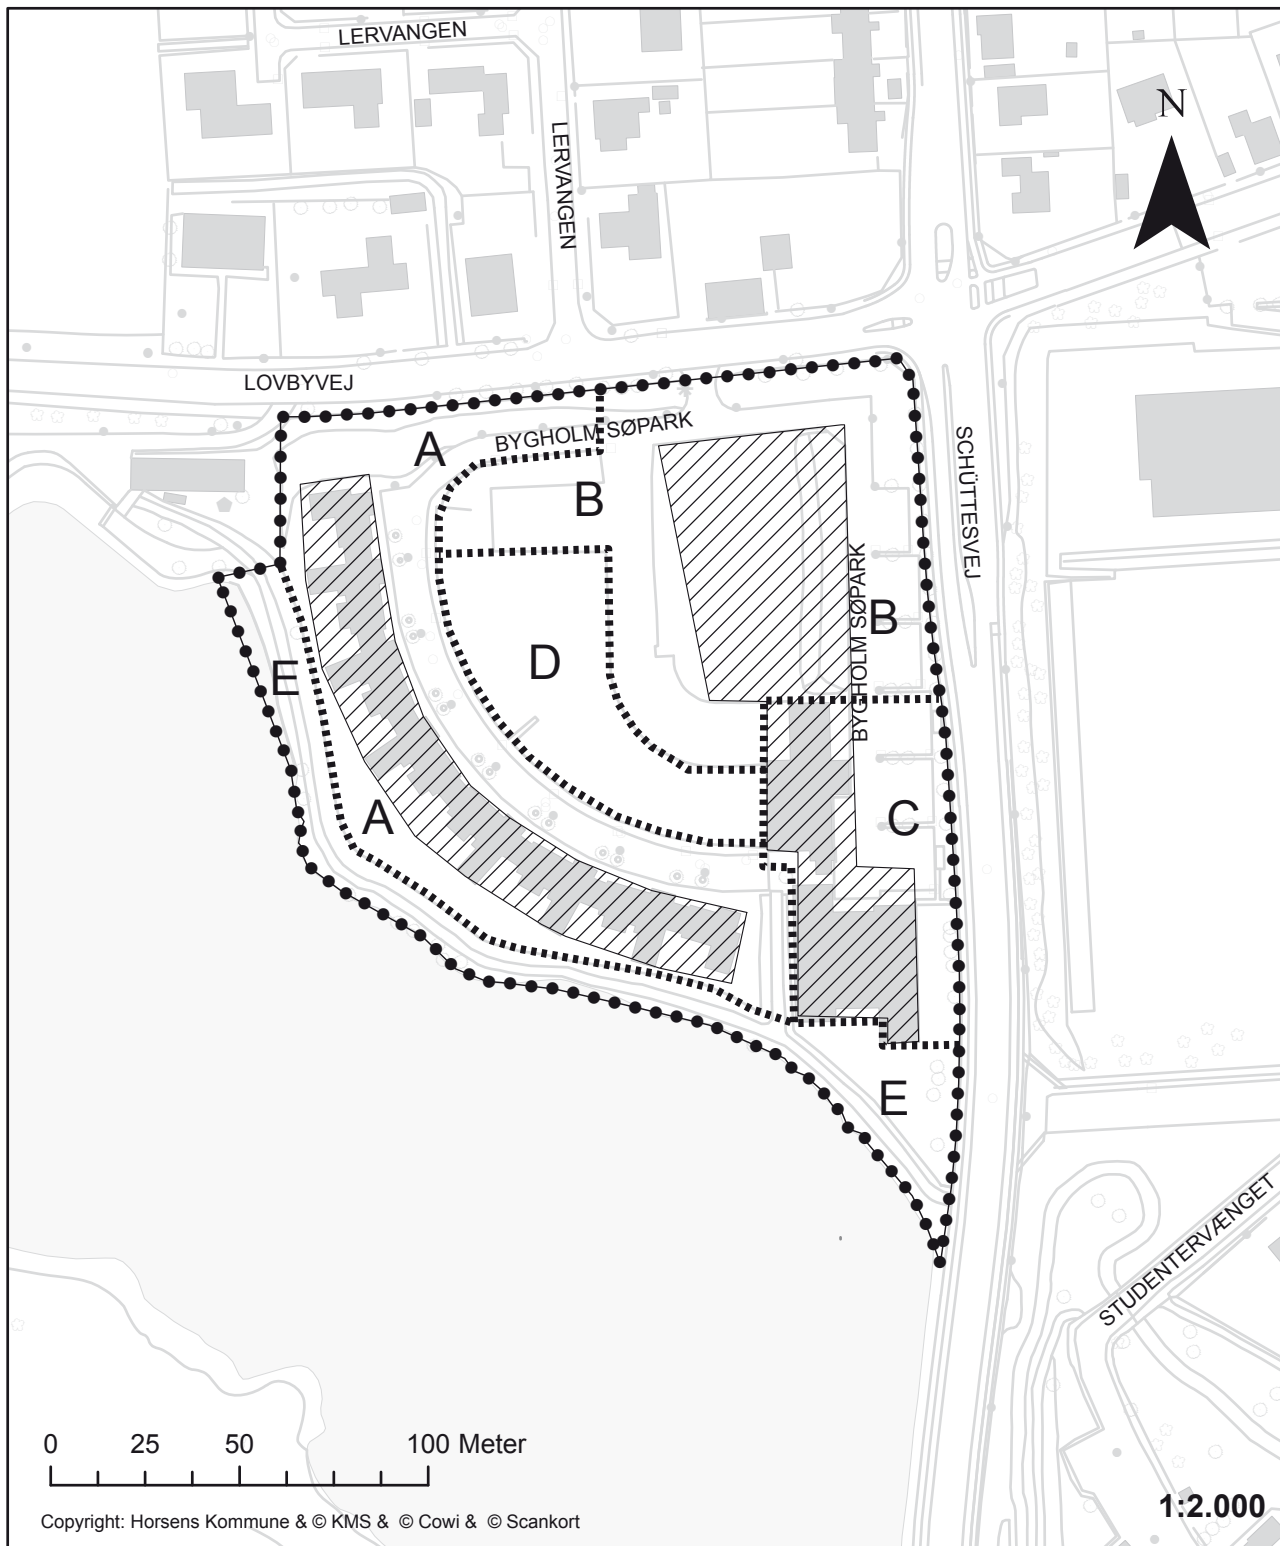 LERVANGEN
N
LERVANGEN
LOVBYVEJ
BYGHOLM SØPARK
A
SCHÜTTESVEJ
B
BYGHOLM SØPARK
B
D
E
A
C
E
STUDENTERVÆNGET
0 25 50 100 Meter
1:2.000
Copyright: Horsens Kommune & © KMS & © Cowi & © Scankort